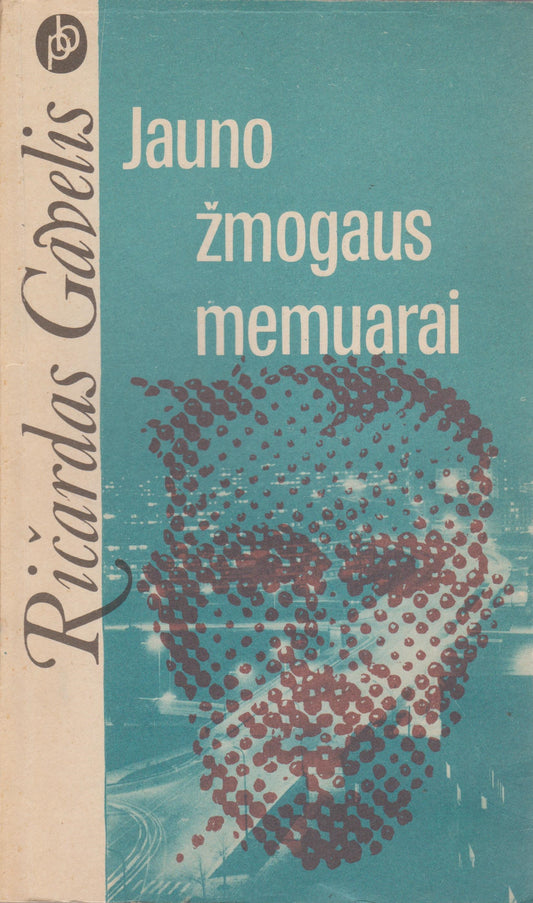 Ričardas Gavelis
Jauno
žmogaus
memuarai